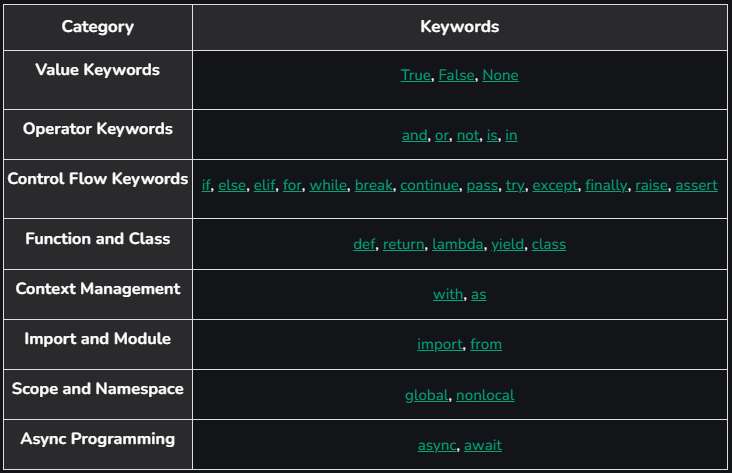 Category Keywords
Value Keywords True, False, None
Operator Keywords and, or, not, is, in
Control Flow Keywords if, else, elif, for, while, break, continue, pass, try, except, finally, raise, assert
Function and Class def, return, lambda, yield, class
Context Management with, as
Import and Module import, from
Scope and Namespace global, nonlocal
Async Programming async, await